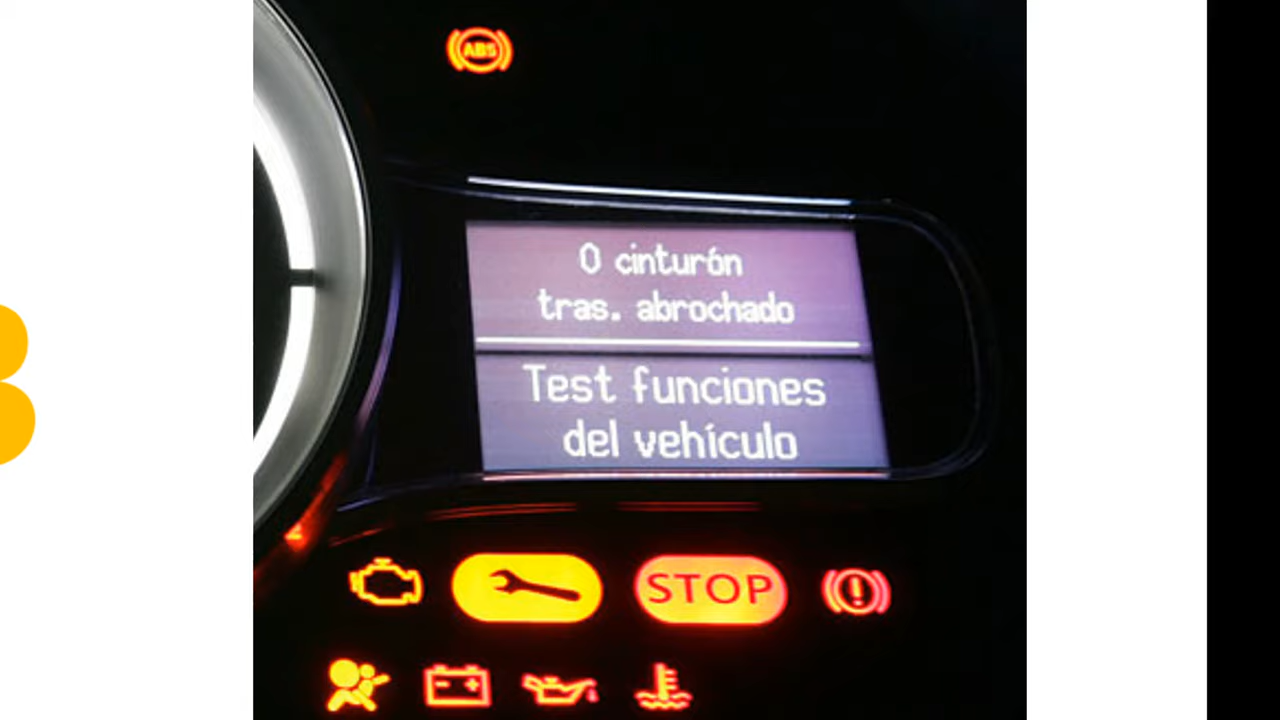 ABS
0 cinturón
tras. abrochado
Test funciones
del vehículo
STOP